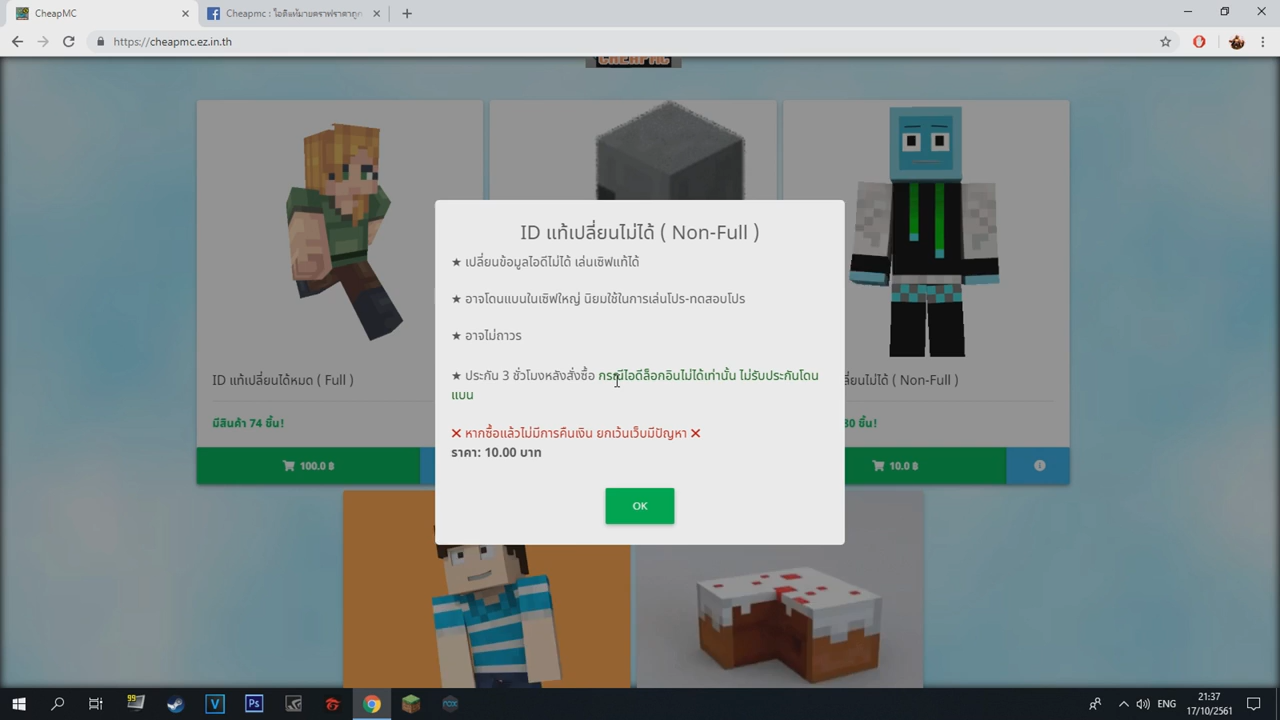 CheapMC
Cheapmc : ไอดีแท้มายคราฟราคาถูก
https://cheapmc.ez.in.th
CHEAPMC
ID แท้เปลี่ยนไม่ได้ ( Non-Full )
★ เปลี่ยนข้อมูลไอดีไม่ได้ เล่นเซิฟแท้ได้
★ อาจโดนแบนในเซิฟใหญ่ นิยมใช้ในการเล่นโปร-ทดสอบโปร
★ อาจไม่ถาวร
★ ประกัน 3 ชั่วโมงหลังสั่งซื้อ กรณีไอดีล็อกอินไม่ได้เท่านั้น ไม่รับประกันโดน
แบน
❌ หากซื้อแล้วไม่มีการคืนเงิน ยกเว้นเว็บมีปัญหา ❌
ราคา: 10.00 บาท
OK
ID แท้เปลี่ยนได้หมด ( Full )
มีสินค้า 74 ชิ้น!
100.0 ฿
ลี่ยนไม่ได้ ( Non-Full )
80 ชิ้น!
10.0 ฿
99
V
Ps
ENG
21:37
17/10/2561